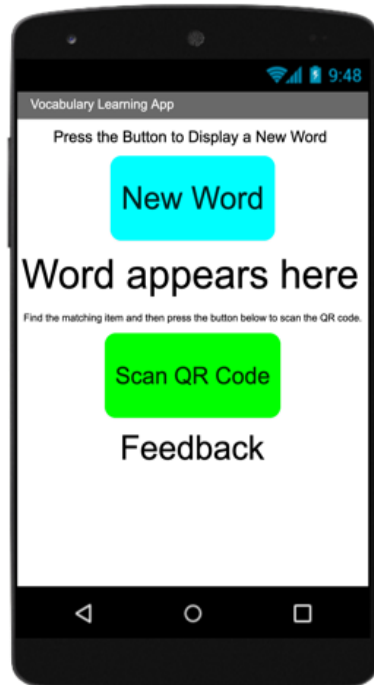 9:48
Vocabulary Learning App
Press the Button to Display a New Word
New Word
Word appears here
Find the matching item and then press the button below to scan the QR code.
Scan QR Code
Feedback